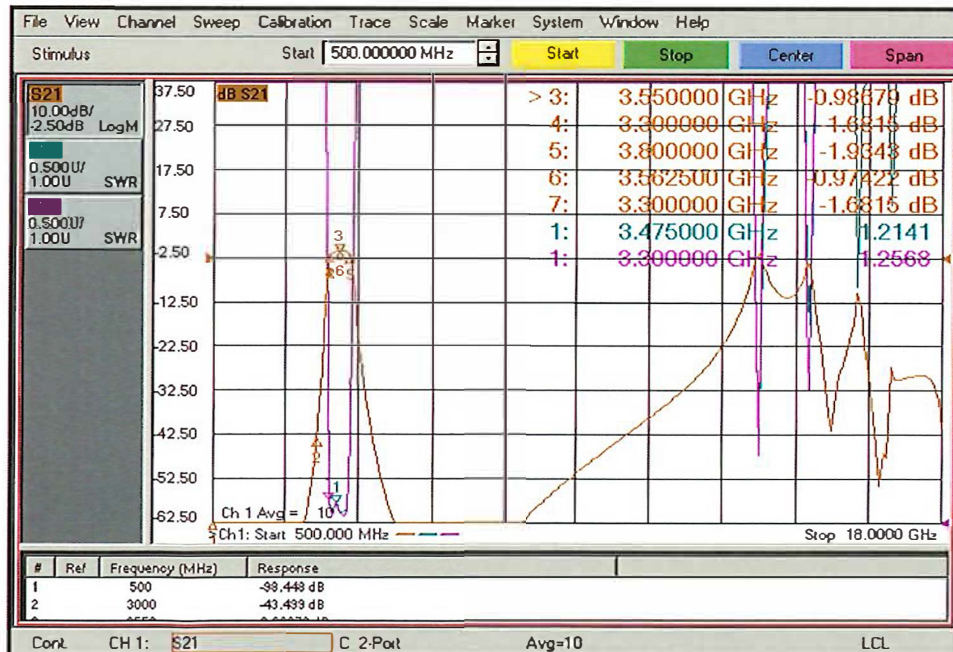 File View Channel Sweep Calibration Trace Scale Marker System Window Help
Stimulus Start 500.000000 MHz Start Stop Center Span
S21
10.00dB/
-2.50dB LogM
0.500U/
1.00U SWR
0.500U/
1.00U SWR
37.50
27.50
17.50
7.50
-2.50
-12.50
-22.50
-32.50
-42.50
-52.50
-62.50
dB S21
> 3: 3.550000 GHz -0.98679 dB
4: 3.300000 GHz -1.6815 dB
5: 3.800000 GHz -1.9343 dB
6: 3.562500 GHz -0.97422 dB
7: 3.300000 GHz -1.6815 dB
1: 3.475000 GHz 1.2141
1: 3.300000 GHz 1.2568
3
6
2
1
Ch 1 Avg = 10
Ch1: Start 500.000 MHz Stop 18.0000 GHz
# Ref Frequency (MHz) Response
1 500 -98.448 dB
2 3000 -43.499 dB
Cont. CH 1: S21 C 2-Port Avg=10 LCL